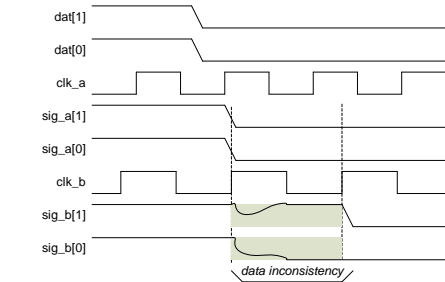 dat[1]
dat[0]
clk_a
sig_a[1]
sig_a[0]
clk_b
sig_b[1]
sig_b[0]
data inconsistency